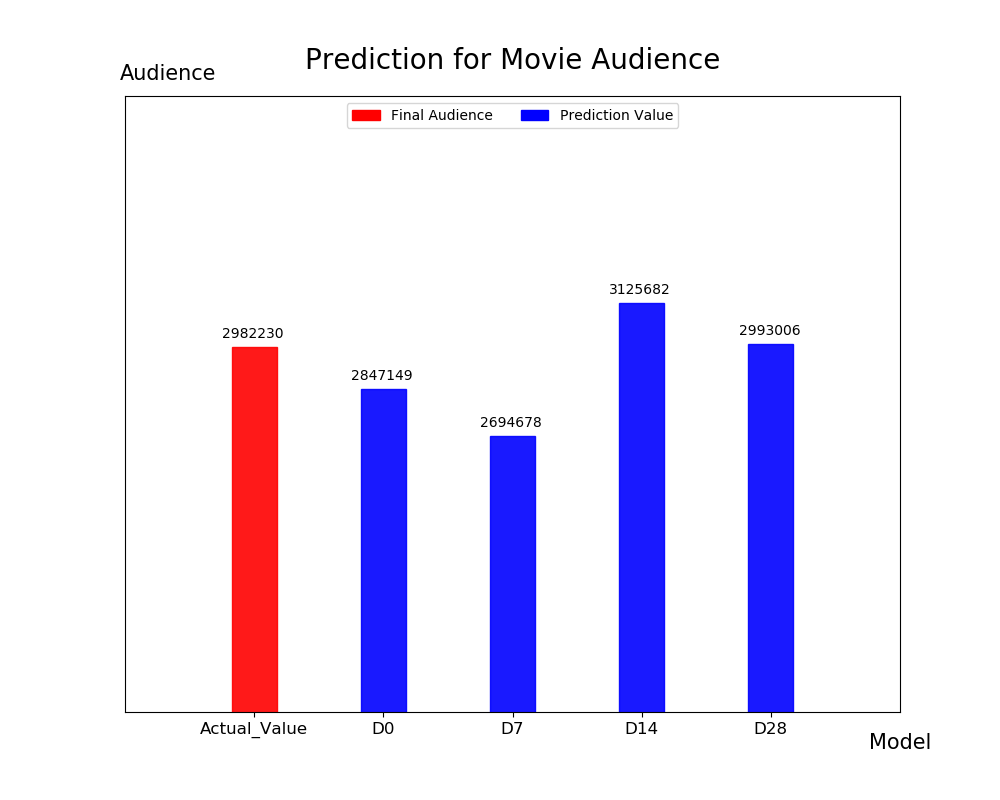 Prediction for Movie Audience
Audience
Final Audience Prediction Value
3125682
2982230
2993006
2847149
2694678
Actual_Value D0 D7 D14 D28
Model